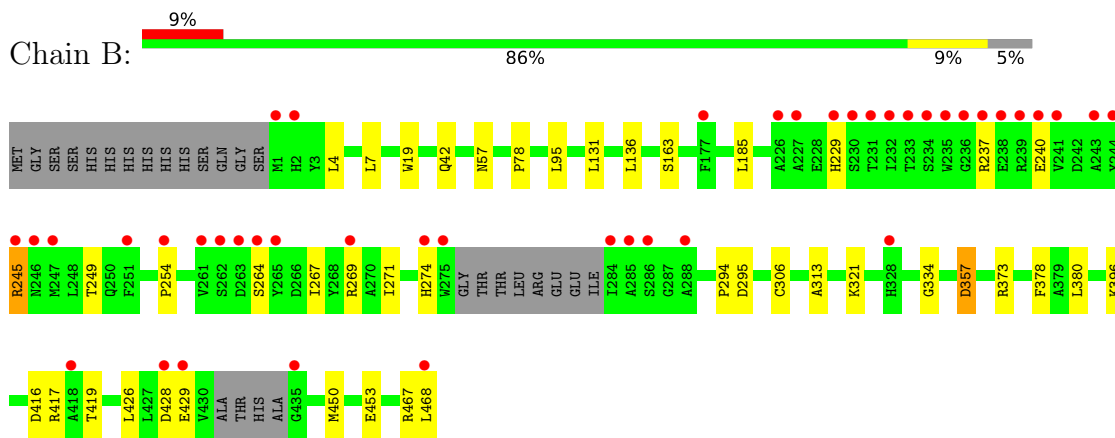 9%
Chain B:
86% 9% 5%
MET GLY SER SER HIS HIS HIS HIS HIS HIS SER GLN GLY SER M1 H2 Y3 L4 L7 W19 Q42 N57 P78 L95 L131 L136 S163 F177 L185 A226 A227 E228 H229 S230 T231 I232 T233 S234 W235 G236 R237 E238 R239 E240 V241 D242 A243
R245 N246 M247 L248 T249 Q250 F251 P254 V261 S262 D263 S264 Y265 D266 I267 Y268 R269 A270 I271 H274 W275 GLY THR THR LEU ARG GLU GLU ILE I284 A285 S286 G287 A288 P294 D295 C306 A313 K321 H328 G334 D357 R373 F378 A379 L380 K396
D416 R417 A418 T419 L426 L427 D428 E429 V430 ALA THR HIS ALA G435 M450 E453 R467 L468